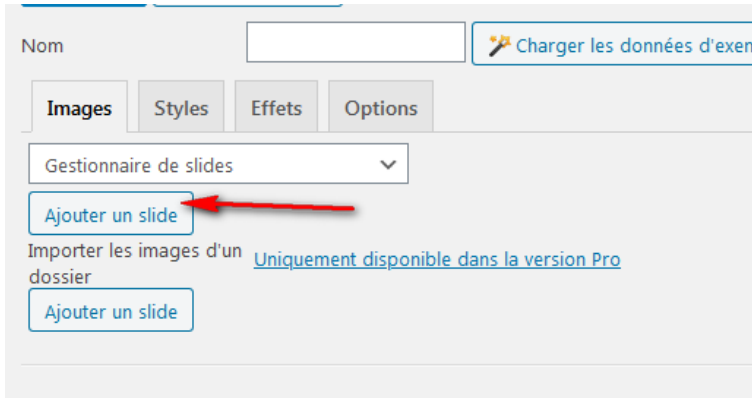 Nom
Charger les données d'exem
Images Styles Effets Options
Gestionnaire de slides
Ajouter un slide
Importer les images d'un
dossier
Uniquement disponible dans la version Pro
Ajouter un slide